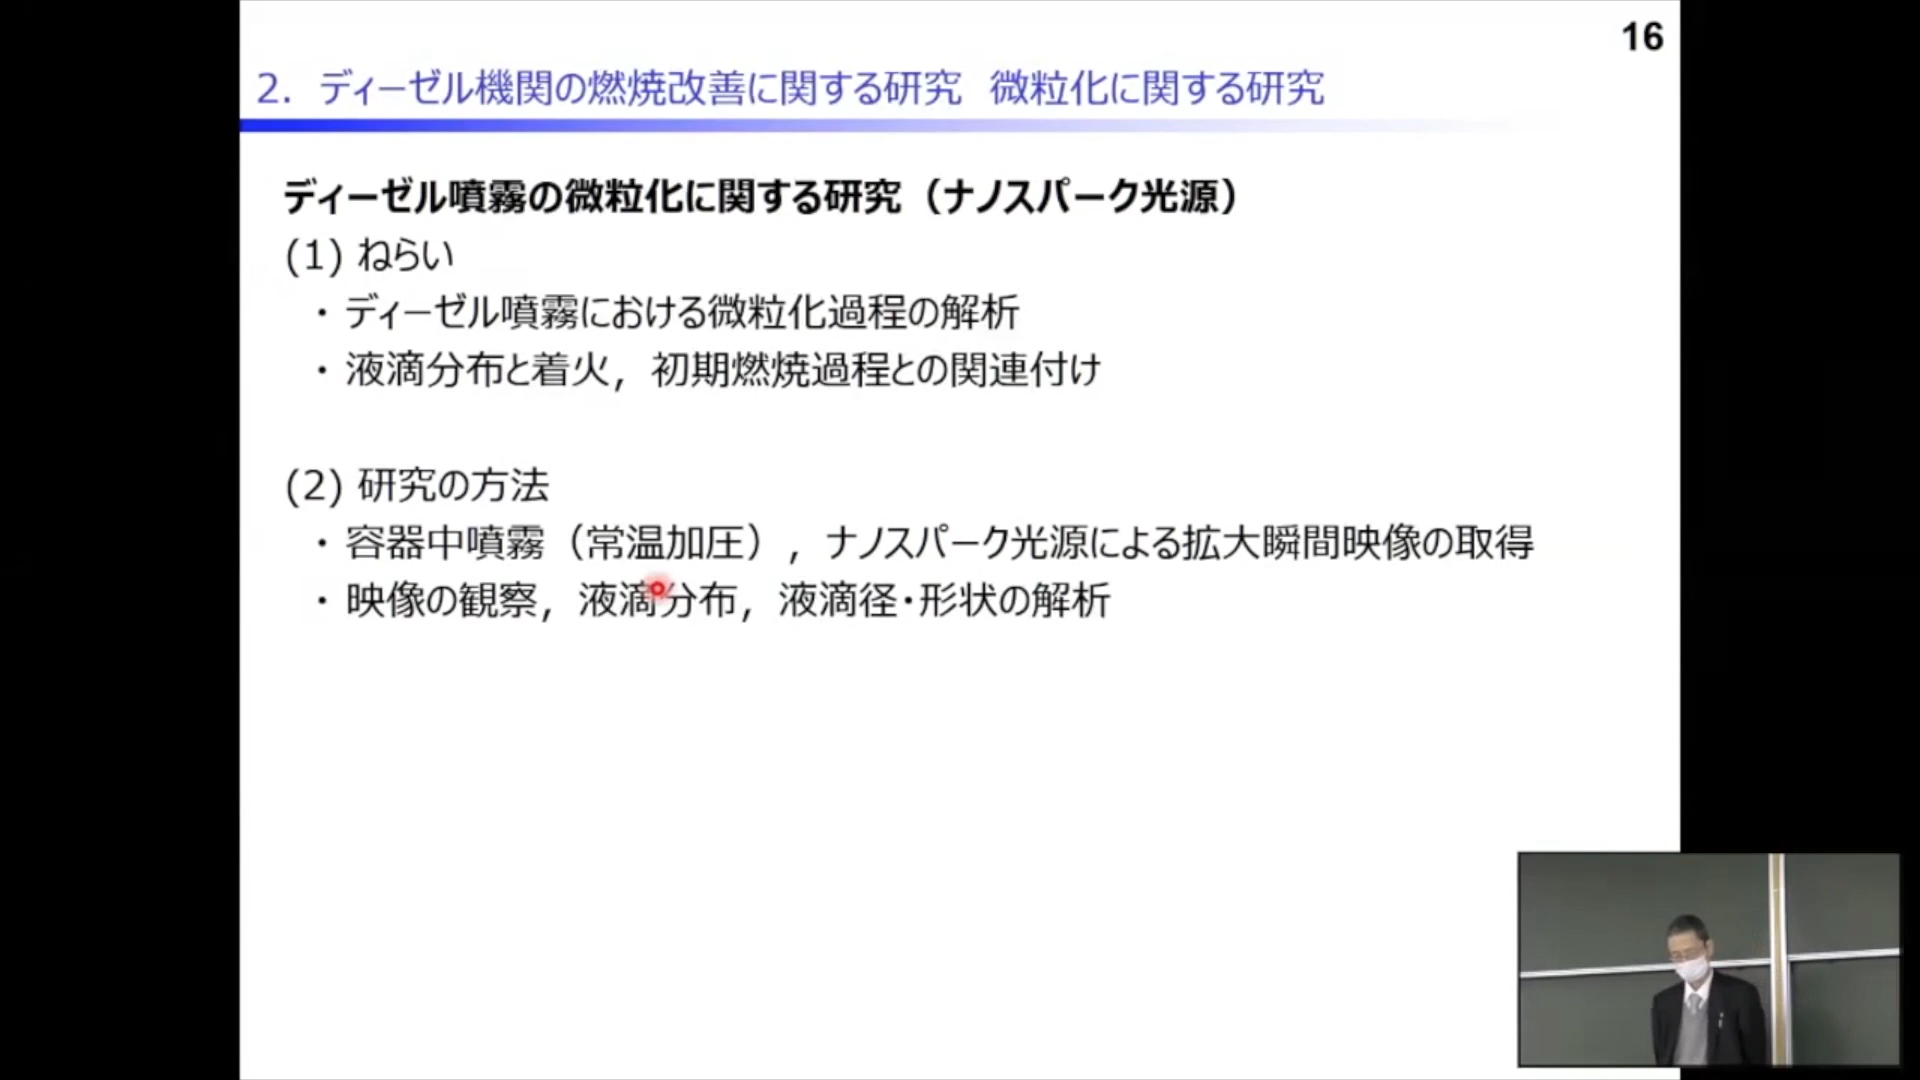 16
2. ディーゼル機関の燃焼改善に関する研究 微粒化に関する研究
ディーゼル噴霧の微粒化に関する研究（ナノスパーク光源）
(1) ねらい
・ディーゼル噴霧における微粒化過程の解析
・液滴分布と着火，初期燃焼過程との関連付け
(2) 研究の方法
・容器中噴霧（常温加圧），ナノスパーク光源による拡大瞬間映像の取得
・映像の観察，液滴分布，液滴径・形状の解析